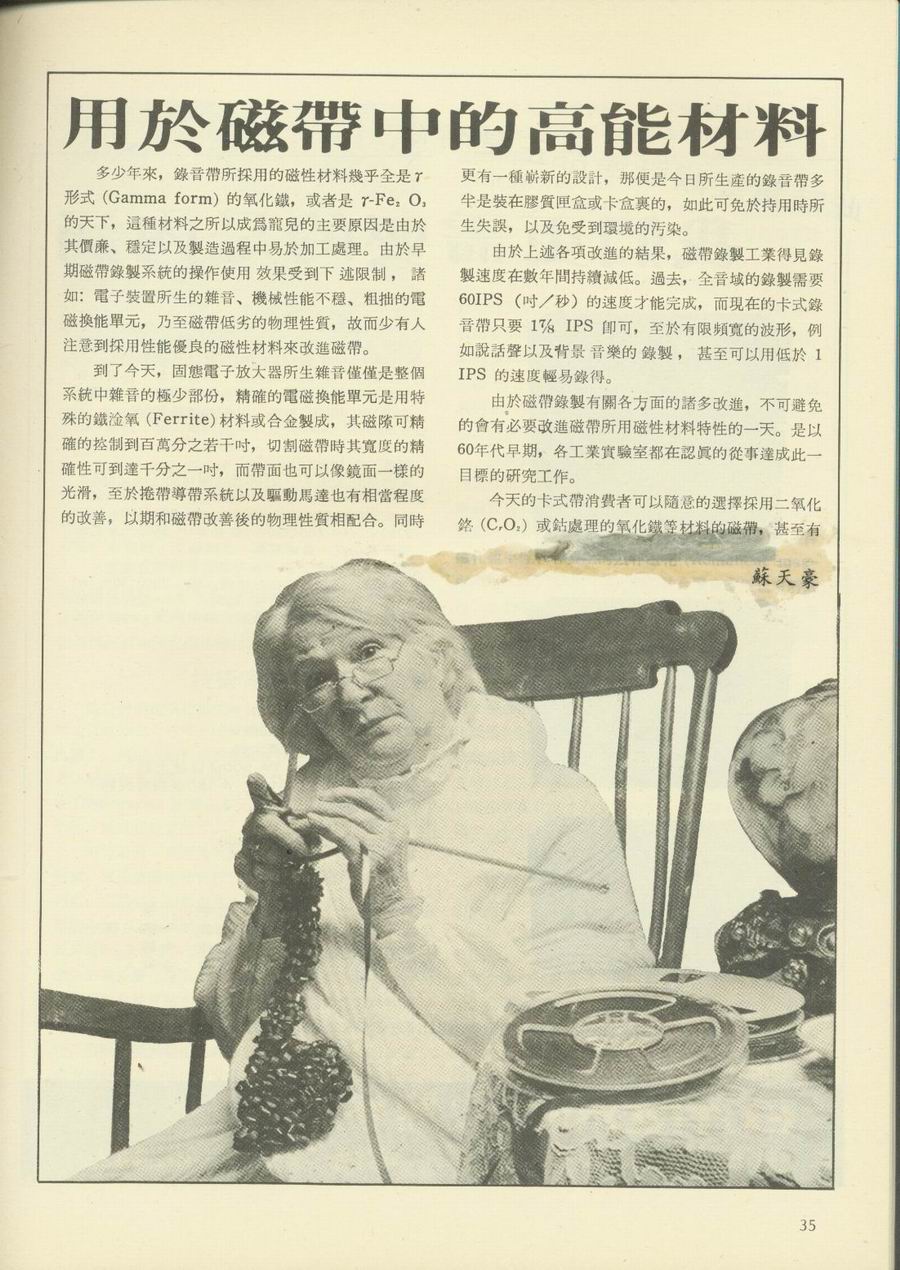 用於磁帶中的高能材料
多少年來，錄音帶所採用的磁性材料幾乎全是 γ
形式 (Gamma form) 的氧化鐵，或者是 γ-Fe₂ O₃
的天下，這種材料之所以成爲寵兒的主要原因是由於
其價廉、穩定以及製造過程中易於加工處理。由於早
期磁帶錄製系統的操作使用 效果受到下 述限制， 諸
如：電子裝置所生的雜音、機械性能不穩、粗拙的電
磁換能單元，乃至磁帶低劣的物理性質，故而少有人
注意到採用性能優良的磁性材料來改進磁帶。
到了今天，固態電子放大器所生雜音僅僅是整個
系統中雜音的極少部份，精確的電磁換能單元是用特
殊的鐵淦氧 (Ferrite) 材料或合金製成，其磁隙可精
確的控制到百萬分之若干吋，切割磁帶時其寬度的精
確性可到達千分之一吋，而帶面也可以像鏡面一樣的
光滑，至於捲帶導帶系統以及驅動馬達也有相當程度
的改善，以期和磁帶改善後的物理性質相配合。同時
更有一種嶄新的設計，那便是今日所生產的錄音帶多
半是裝在膠質匣盒或卡盒裏的，如此可免於持用時所
生失誤，以及免受到環境的汚染。
由於上述各項改進的結果，磁帶錄製工業得見錄
製速度在數年間持續減低。過去，全音域的錄製需要
60IPS （吋／秒）的速度才能完成，而現在的卡式錄
音帶只要 1⅞ IPS 卽可，至於有限頻寬的波形，例
如說話聲以及背景 音樂的 錄製， 甚至可以用低於 1
IPS 的速度輕易錄得。
由於磁帶錄製有關各方面的諸多改進，不可避免
的會有必要改進磁帶所用磁性材料特性的一天。是以
60年代早期，各工業實驗室都在認眞的從事達成此一
目標的硏究工作。
今天的卡式帶消費者可以隨意的選擇採用二氧化
鉻 (CrO₂) 或鈷處理的氧化鐵等材料的磁帶，甚至有
蘇天豪
35